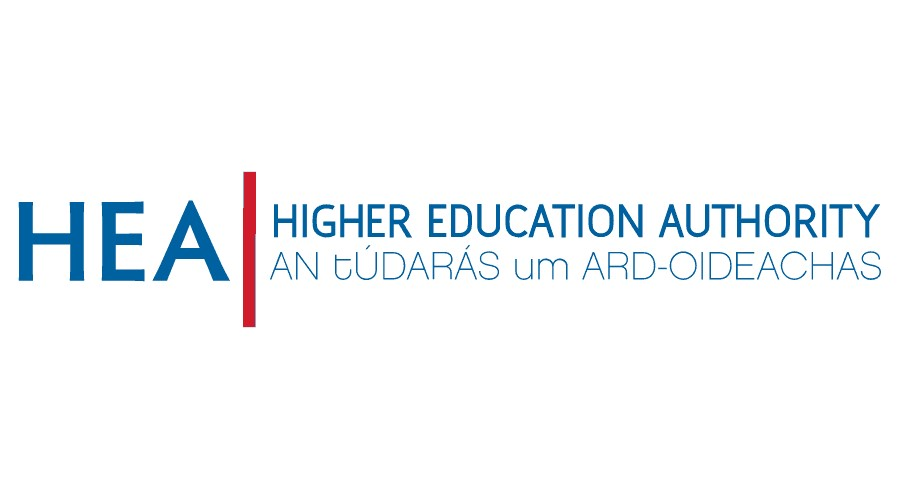 HEA
HIGHER EDUCATION AUTHORITY
AN tÚDARÁS um ARD-OIDEACHAS